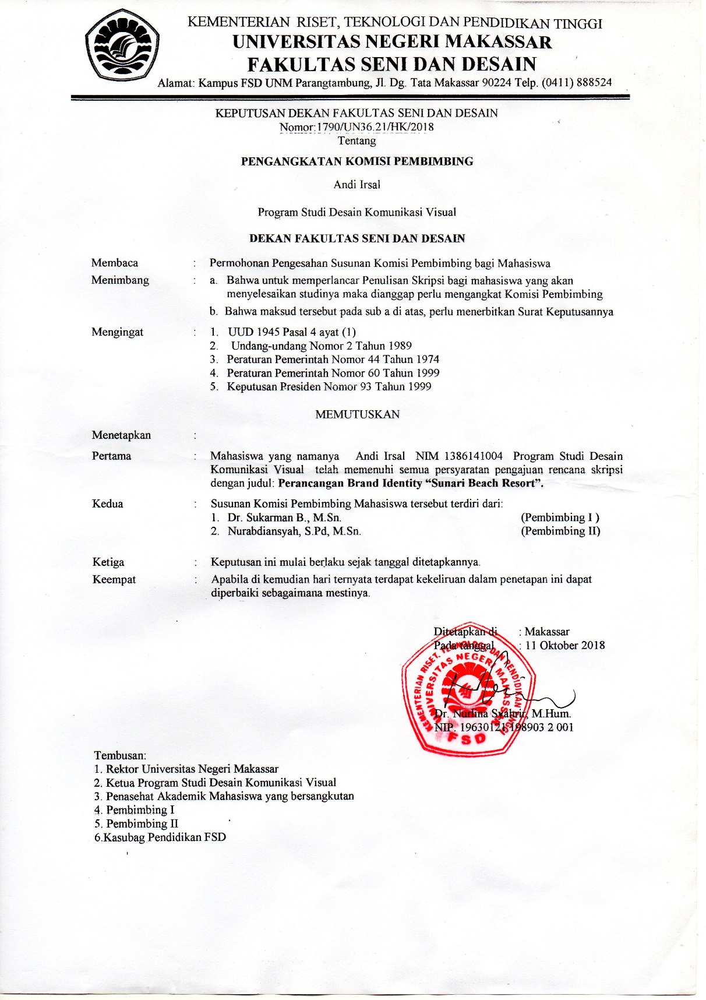 KEMENTERIAN RISET, TEKNOLOGI DAN PENDIDIKAN TINGGI
UNIVERSITAS NEGERI MAKASSAR
FAKULTAS SENI DAN DESAIN
Alamat: Kampus FSD UNM Parangtambung, Jl. Dg. Tata Makassar 90224 Telp. (0411) 888524
KEPUTUSAN DEKAN FAKULTAS SENI DAN DESAIN
Nomor: 1790/UN36.21/HK/2018
Tentang
PENGANGKATAN KOMISI PEMBIMBING
Andi Irsal
Program Studi Desain Komunikasi Visual
DEKAN FAKULTAS SENI DAN DESAIN
Membaca : Permohonan Pengesahan Susunan Komisi Pembimbing bagi Mahasiswa
Menimbang : a. Bahwa untuk memperlancar Penulisan Skripsi bagi mahasiswa yang akan
menyelesaikan studinya maka dianggap perlu mengangkat Komisi Pembimbing
b. Bahwa maksud tersebut pada sub a di atas, perlu menerbitkan Surat Keputusannya
Mengingat : 1. UUD 1945 Pasal 4 ayat (1)
2. Undang-undang Nomor 2 Tahun 1989
3. Peraturan Pemerintah Nomor 44 Tahun 1974
4. Peraturan Pemerintah Nomor 60 Tahun 1999
5. Keputusan Presiden Nomor 93 Tahun 1999
MEMUTUSKAN
Menetapkan :
Pertama : Mahasiswa yang namanya Andi Irsal NIM 1386141004 Program Studi Desain
Komunikasi Visual telah memenuhi semua persyaratan pengajuan rencana skripsi
dengan judul: Perancangan Brand Identity “Sunari Beach Resort”.
Kedua : Susunan Komisi Pembimbing Mahasiswa tersebut terdiri dari:
1. Dr. Sukarman B., M.Sn. (Pembimbing I )
2. Nurabdiansyah, S.Pd, M.Sn. (Pembimbing II)
Ketiga : Keputusan ini mulai berlaku sejak tanggal ditetapkannya.
Keempat : Apabila di kemudian hari ternyata terdapat kekeliruan dalam penetapan ini dapat
diperbaiki sebagaimana mestinya.
Ditetapkan di : Makassar
Pada tanggal : 11 Oktober 2018
KEMENTERIAN RISET, TEKNOLOGI DAN PENDIDIKAN TINGGI
UNIVERSITAS NEGERI MAKASSAR
FSD
Dr. Nurlina Syahrir, M.Hum.
NIP. 19630121 198903 2 001
Tembusan:
1. Rektor Universitas Negeri Makassar
2. Ketua Program Studi Desain Komunikasi Visual
3. Penasehat Akademik Mahasiswa yang bersangkutan
4. Pembimbing I
5. Pembimbing II
6.Kasubag Pendidikan FSD